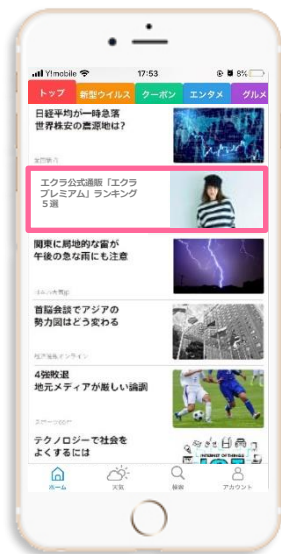 Y!mobile 17:53 8%
トップ 新型ウイルス クーポン エンタメ グルメ
日経平均が一時急落
世界株安の震源地は?
エクラ公式通販「エクラ
プレミアム」ランキング
５選
関東に局地的な雷が
午後の急な雨にも注意
首脳会談でアジアの
勢力図はどう変わる
4強敗退
地元メディアが厳しい論調
テクノロジーで社会を
よくするには
INTERNET OF THINGS
ホーム 天気 検索 アカウント